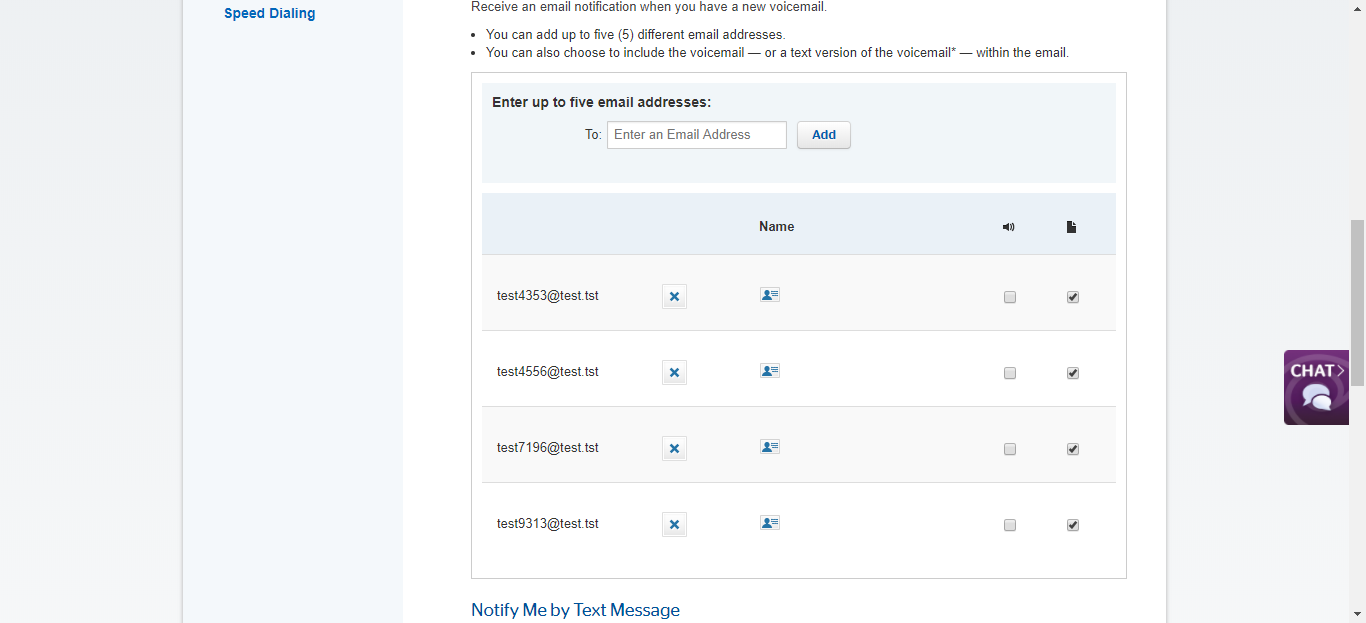 Speed Dialing
Receive an email notification when you have a new voicemail.
You can add up to five (5) different email addresses.
You can also choose to include the voicemail — or a text version of the voicemail* — within the email.
Enter up to five email addresses:
To: Enter an Email Address Add
Name
test4353@test.tst
test4556@test.tst
CHAT
test7196@test.tst
test9313@test.tst
Notify Me by Text Message